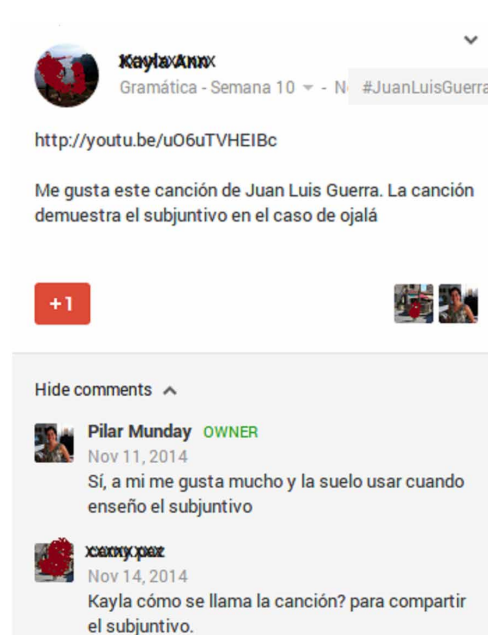 Gramática - Semana 10 - N #JuanLuisGuerra
http://youtu.be/uO6uTVHEIBc
Me gusta este canción de Juan Luis Guerra. La canción
demuestra el subjuntivo en el caso de ojalá
+1
Hide comments
Pilar Munday OWNER
Nov 11, 2014
Sí, a mi me gusta mucho y la suelo usar cuando
enseño el subjuntivo
Nov 14, 2014
Kayla cómo se llama la canción? para compartir
el subjuntivo.